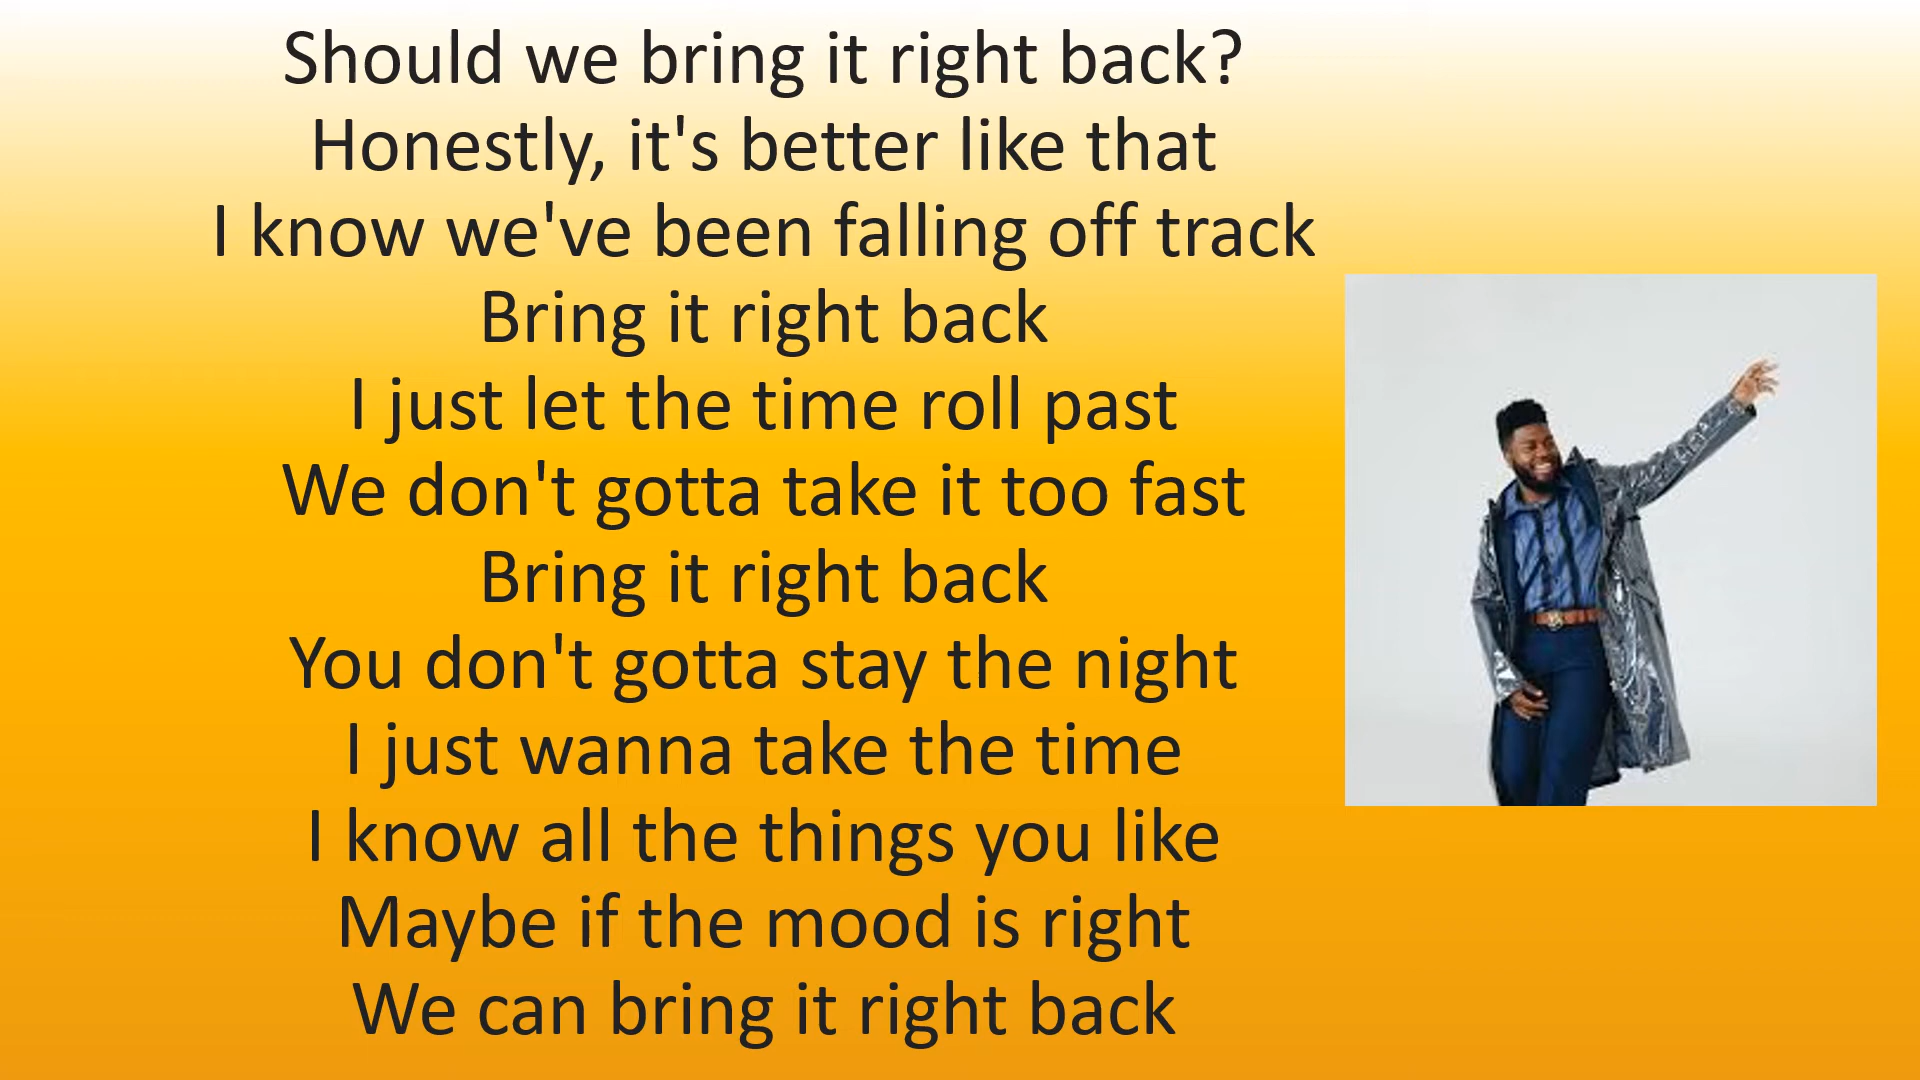 Should we bring it right back?
Honestly, it's better like that
I know we've been falling off track
Bring it right back
I just let the time roll past
We don't gotta take it too fast
Bring it right back
You don't gotta stay the night
I just wanna take the time
I know all the things you like
Maybe if the mood is right
We can bring it right back